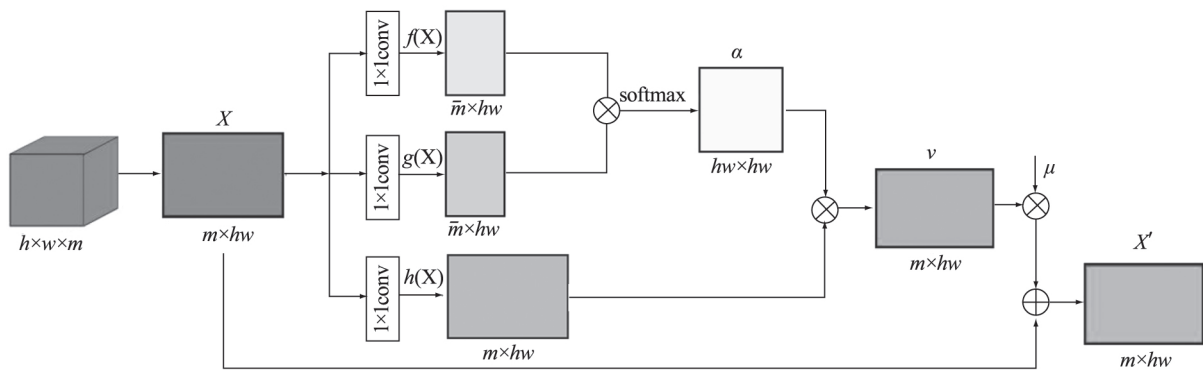 h×w×m
X
m×hw
1×1conv
f(X)
m̄×hw
1×1conv
g(X)
m̄×hw
1×1conv
h(X)
m×hw
softmax
α
hw×hw
v
m×hw
μ
X′
m×hw